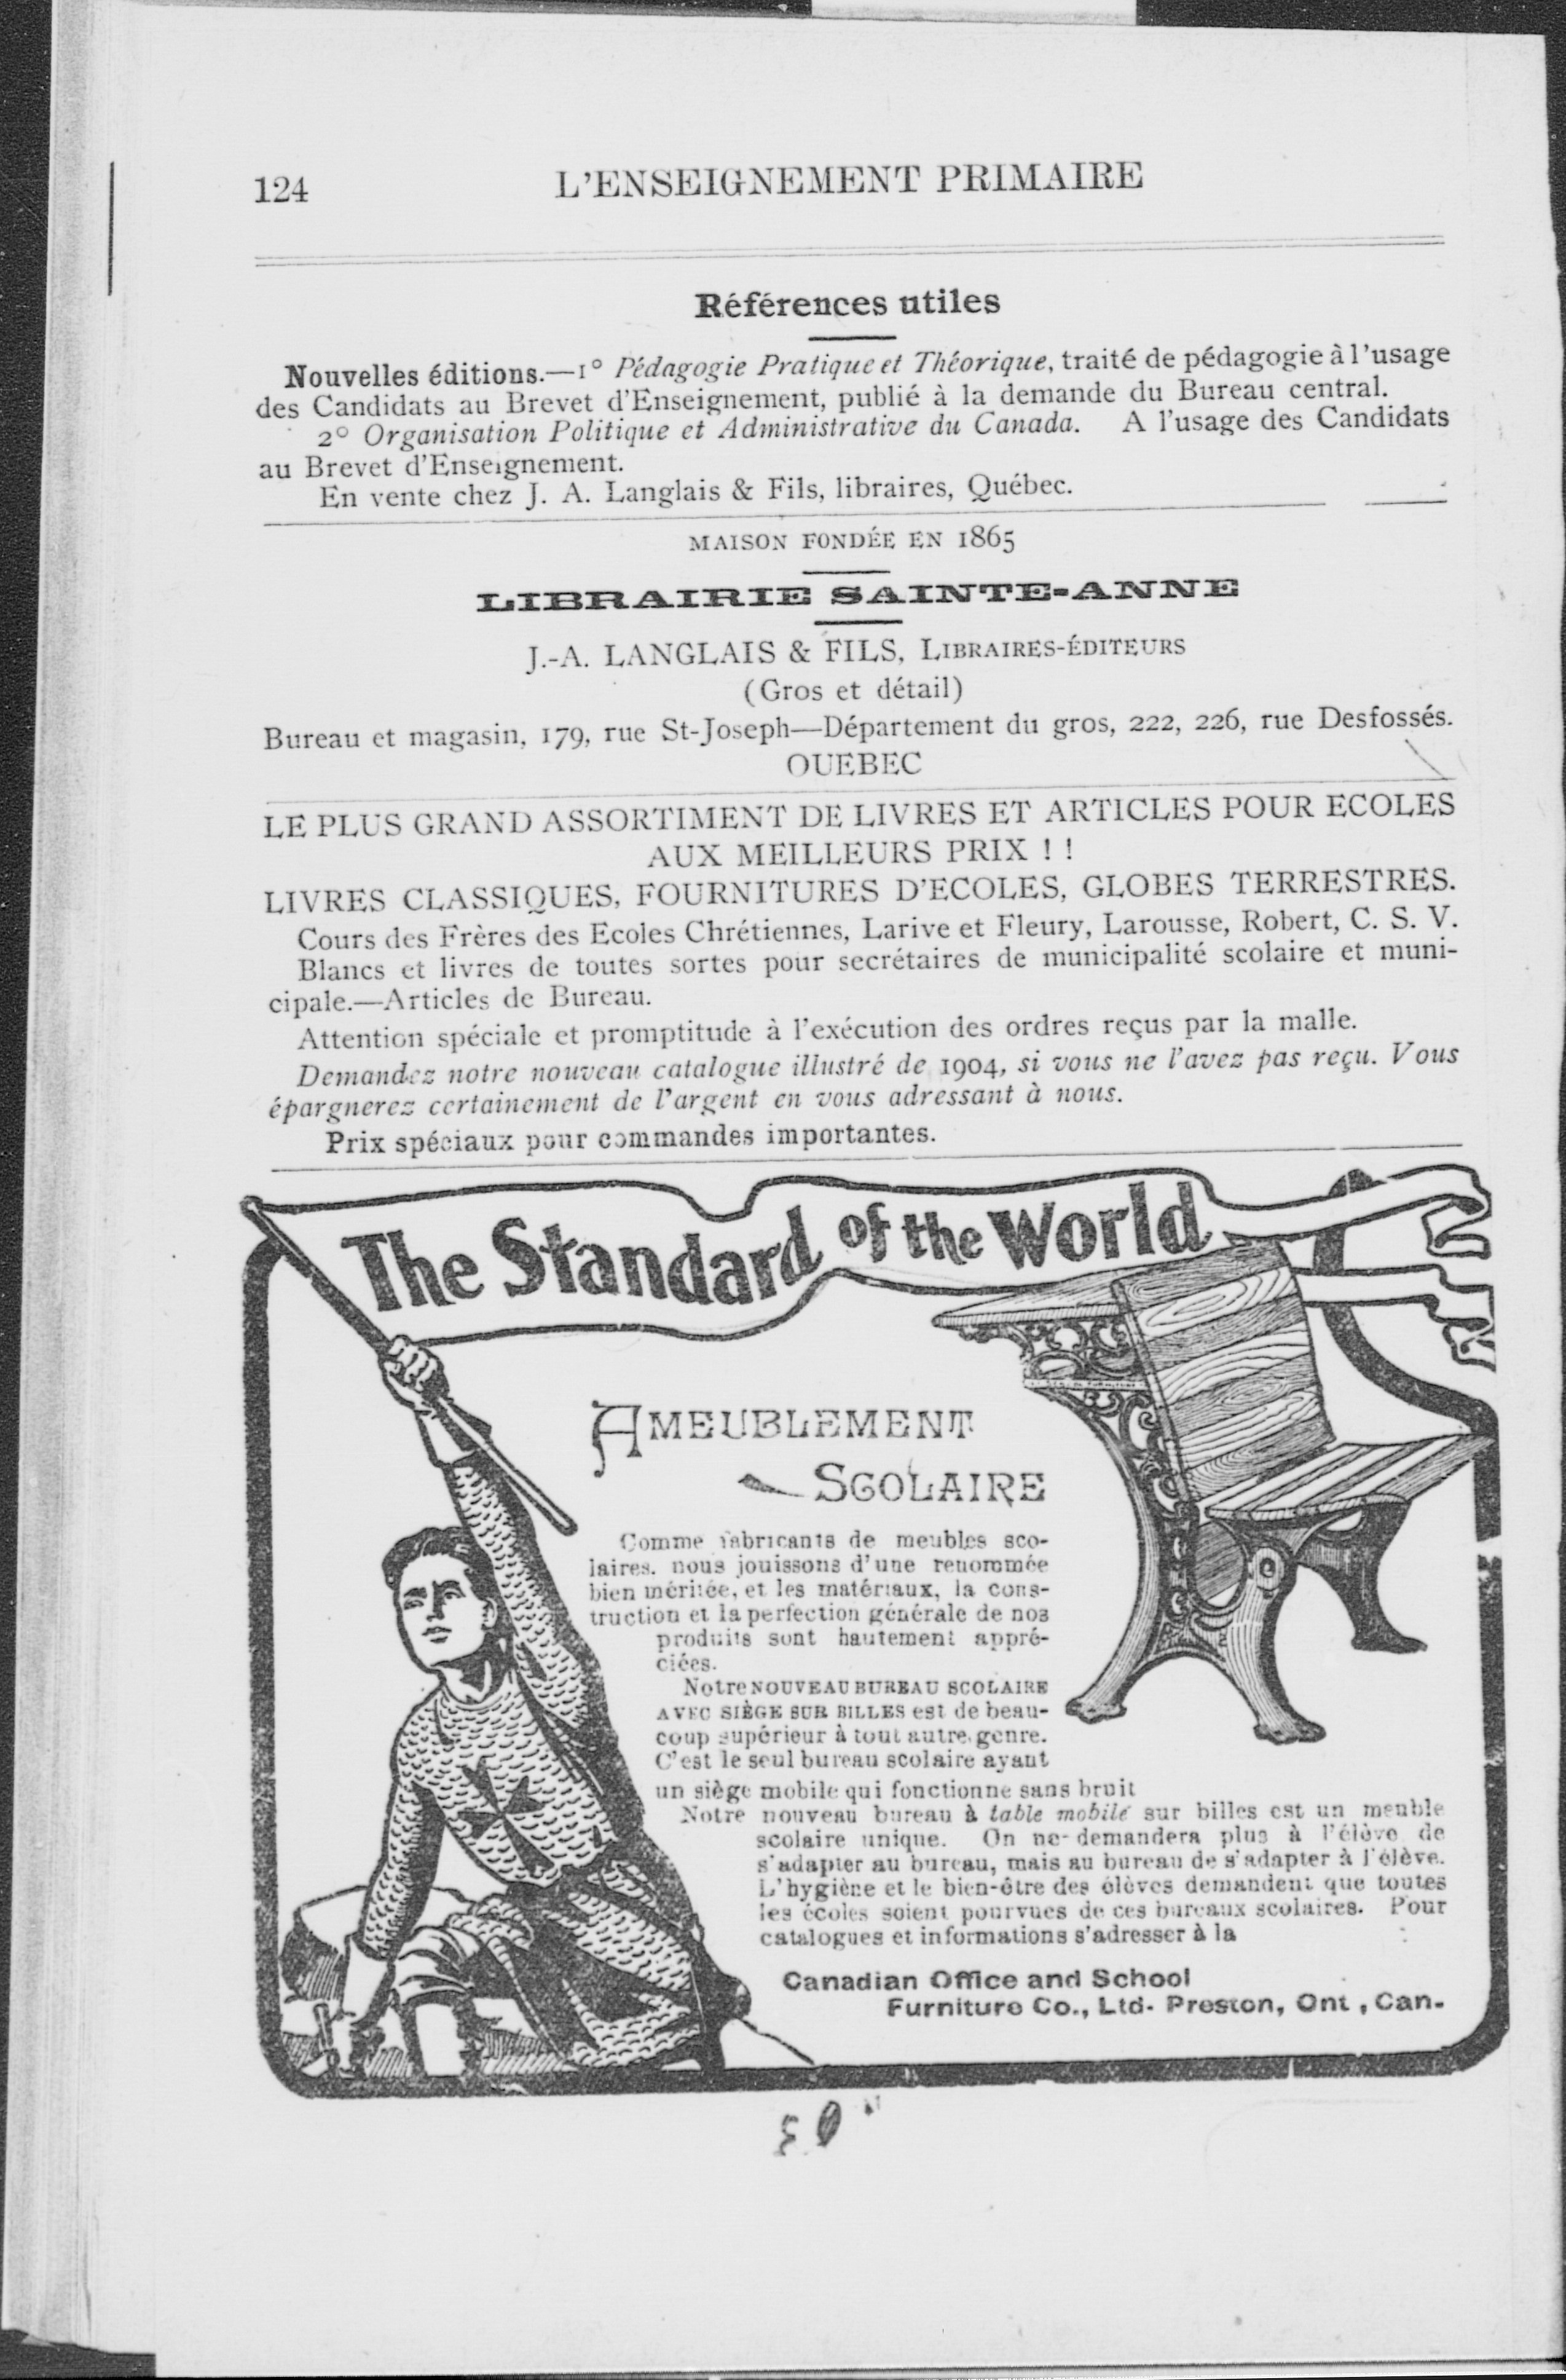 124 L'ENSEIGNEMENT PRIMAIRE
Références utiles
Nouvelles éditions.—1° Pédagogie Pratique et Théorique, traité de pédagogie à l'usage
des Candidats au Brevet d'Enseignement, publié à la demande du Bureau central.
2° Organisation Politique et Administrative du Canada. A l'usage des Candidats
au Brevet d'Enseignement.
En vente chez J. A. Langlais & Fils, libraires, Québec.
MAISON FONDÉE EN 1865
LIBRAIRIE SAINTE-ANNE
J.-A. LANGLAIS & FILS, LIBRAIRES-ÉDITEURS
(Gros et détail)
Bureau et magasin, 179, rue St-Joseph—Département du gros, 222, 226, rue Desfossés.
QUEBEC
LE PLUS GRAND ASSORTIMENT DE LIVRES ET ARTICLES POUR ECOLES
AUX MEILLEURS PRIX ! !
LIVRES CLASSIQUES, FOURNITURES D'ECOLES, GLOBES TERRESTRES.
Cours des Frères des Ecoles Chrétiennes, Larive et Fleury, Larousse, Robert, C. S. V.
Blancs et livres de toutes sortes pour secrétaires de municipalité scolaire et muni-
cipale.—Articles de Bureau.
Attention spéciale et promptitude à l'exécution des ordres reçus par la malle.
Demandez notre nouveau catalogue illustré de 1904, si vous ne l'avez pas reçu. Vous
épargnerez certainement de l'argent en vous adressant à nous.
Prix spéciaux pour commandes importantes.
The Standard of the World
AMEUBLEMENT
SCOLAIRE
Comme fabricants de meubles sco-
laires, nous jouissons d'une renommée
bien méritée, et les matériaux, la cons-
truction et la perfection générale de nos
produits sont hautement appré-
ciées.
Notre NOUVEAU BUREAU SCOLAIRE
AVEC SIÈGE SUR BILLES est de beau-
coup supérieur à tout autre genre.
C'est le seul bureau scolaire ayant
un siège mobile qui fonctionne sans bruit
Notre nouveau bureau à table mobile sur billes est un meuble
scolaire unique. On ne demandera plus à l'élève de
s'adapter au bureau, mais au bureau de s'adapter à l'élève.
L'hygiène et le bien-être des élèves demandent que toutes
les écoles soient pourvues de ces bureaux scolaires. Pour
catalogues et informations s'adresser à la
Canadian Office and School
Furniture Co., Ltd. Preston, Ont., Can.